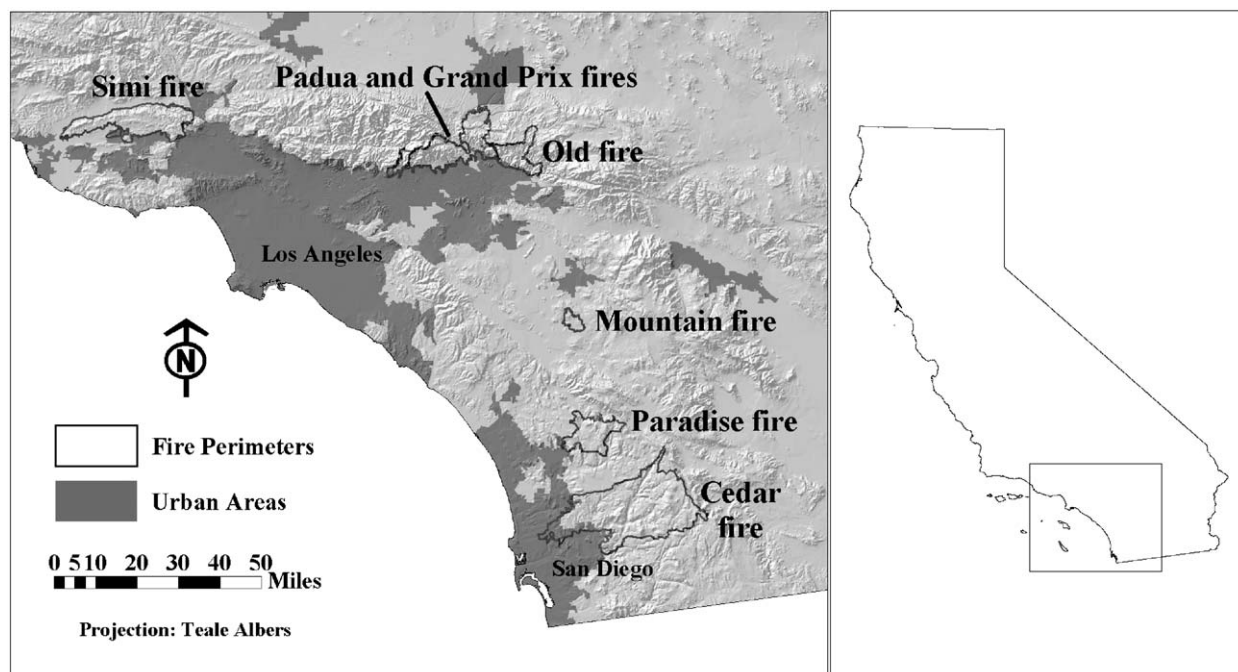 Padua and Grand Prix fires
Simi fire
Old fire
Los Angeles
Mountain fire
N
Paradise fire
Fire Perimeters
Cedar
fire
Urban Areas
San Diego
0 5 10 20 30 40 50
Miles
Projection: Teale Albers